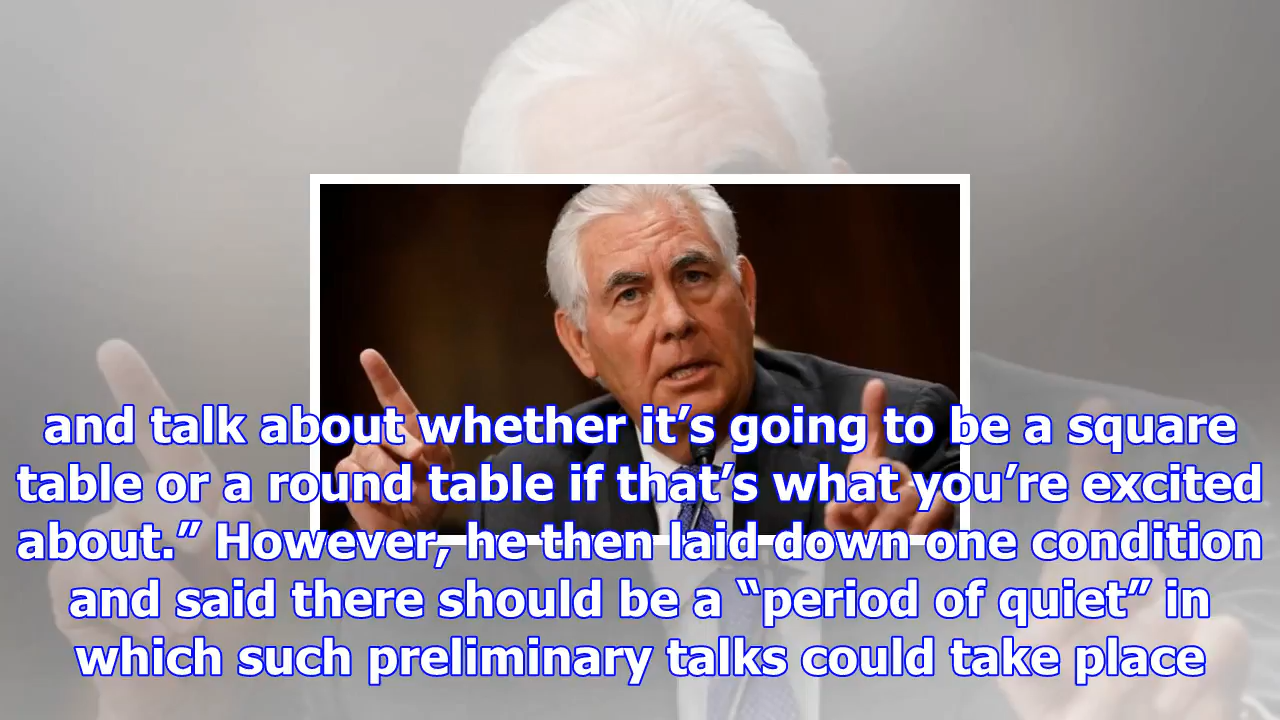 and talk about whether it’s going to be a square
table or a round table if that’s what you’re excited
about.” However, he then laid down one condition
and said there should be a “period of quiet” in
which such preliminary talks could take place